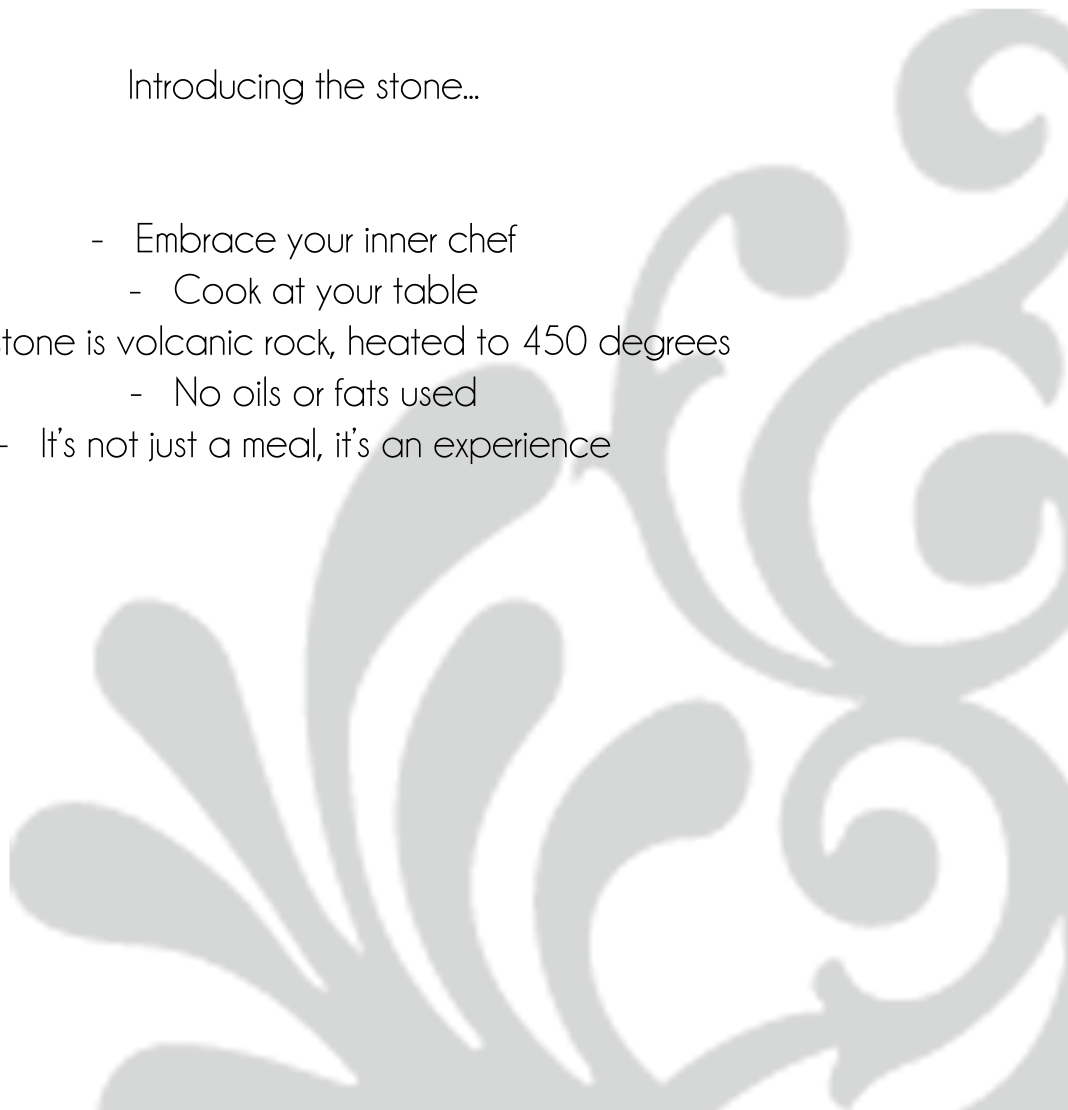 Introducing the stone...
- Embrace your inner chef
- Cook at your table
stone is volcanic rock, heated to 450 degrees
- No oils or fats used
- It's not just a meal, it's an experience